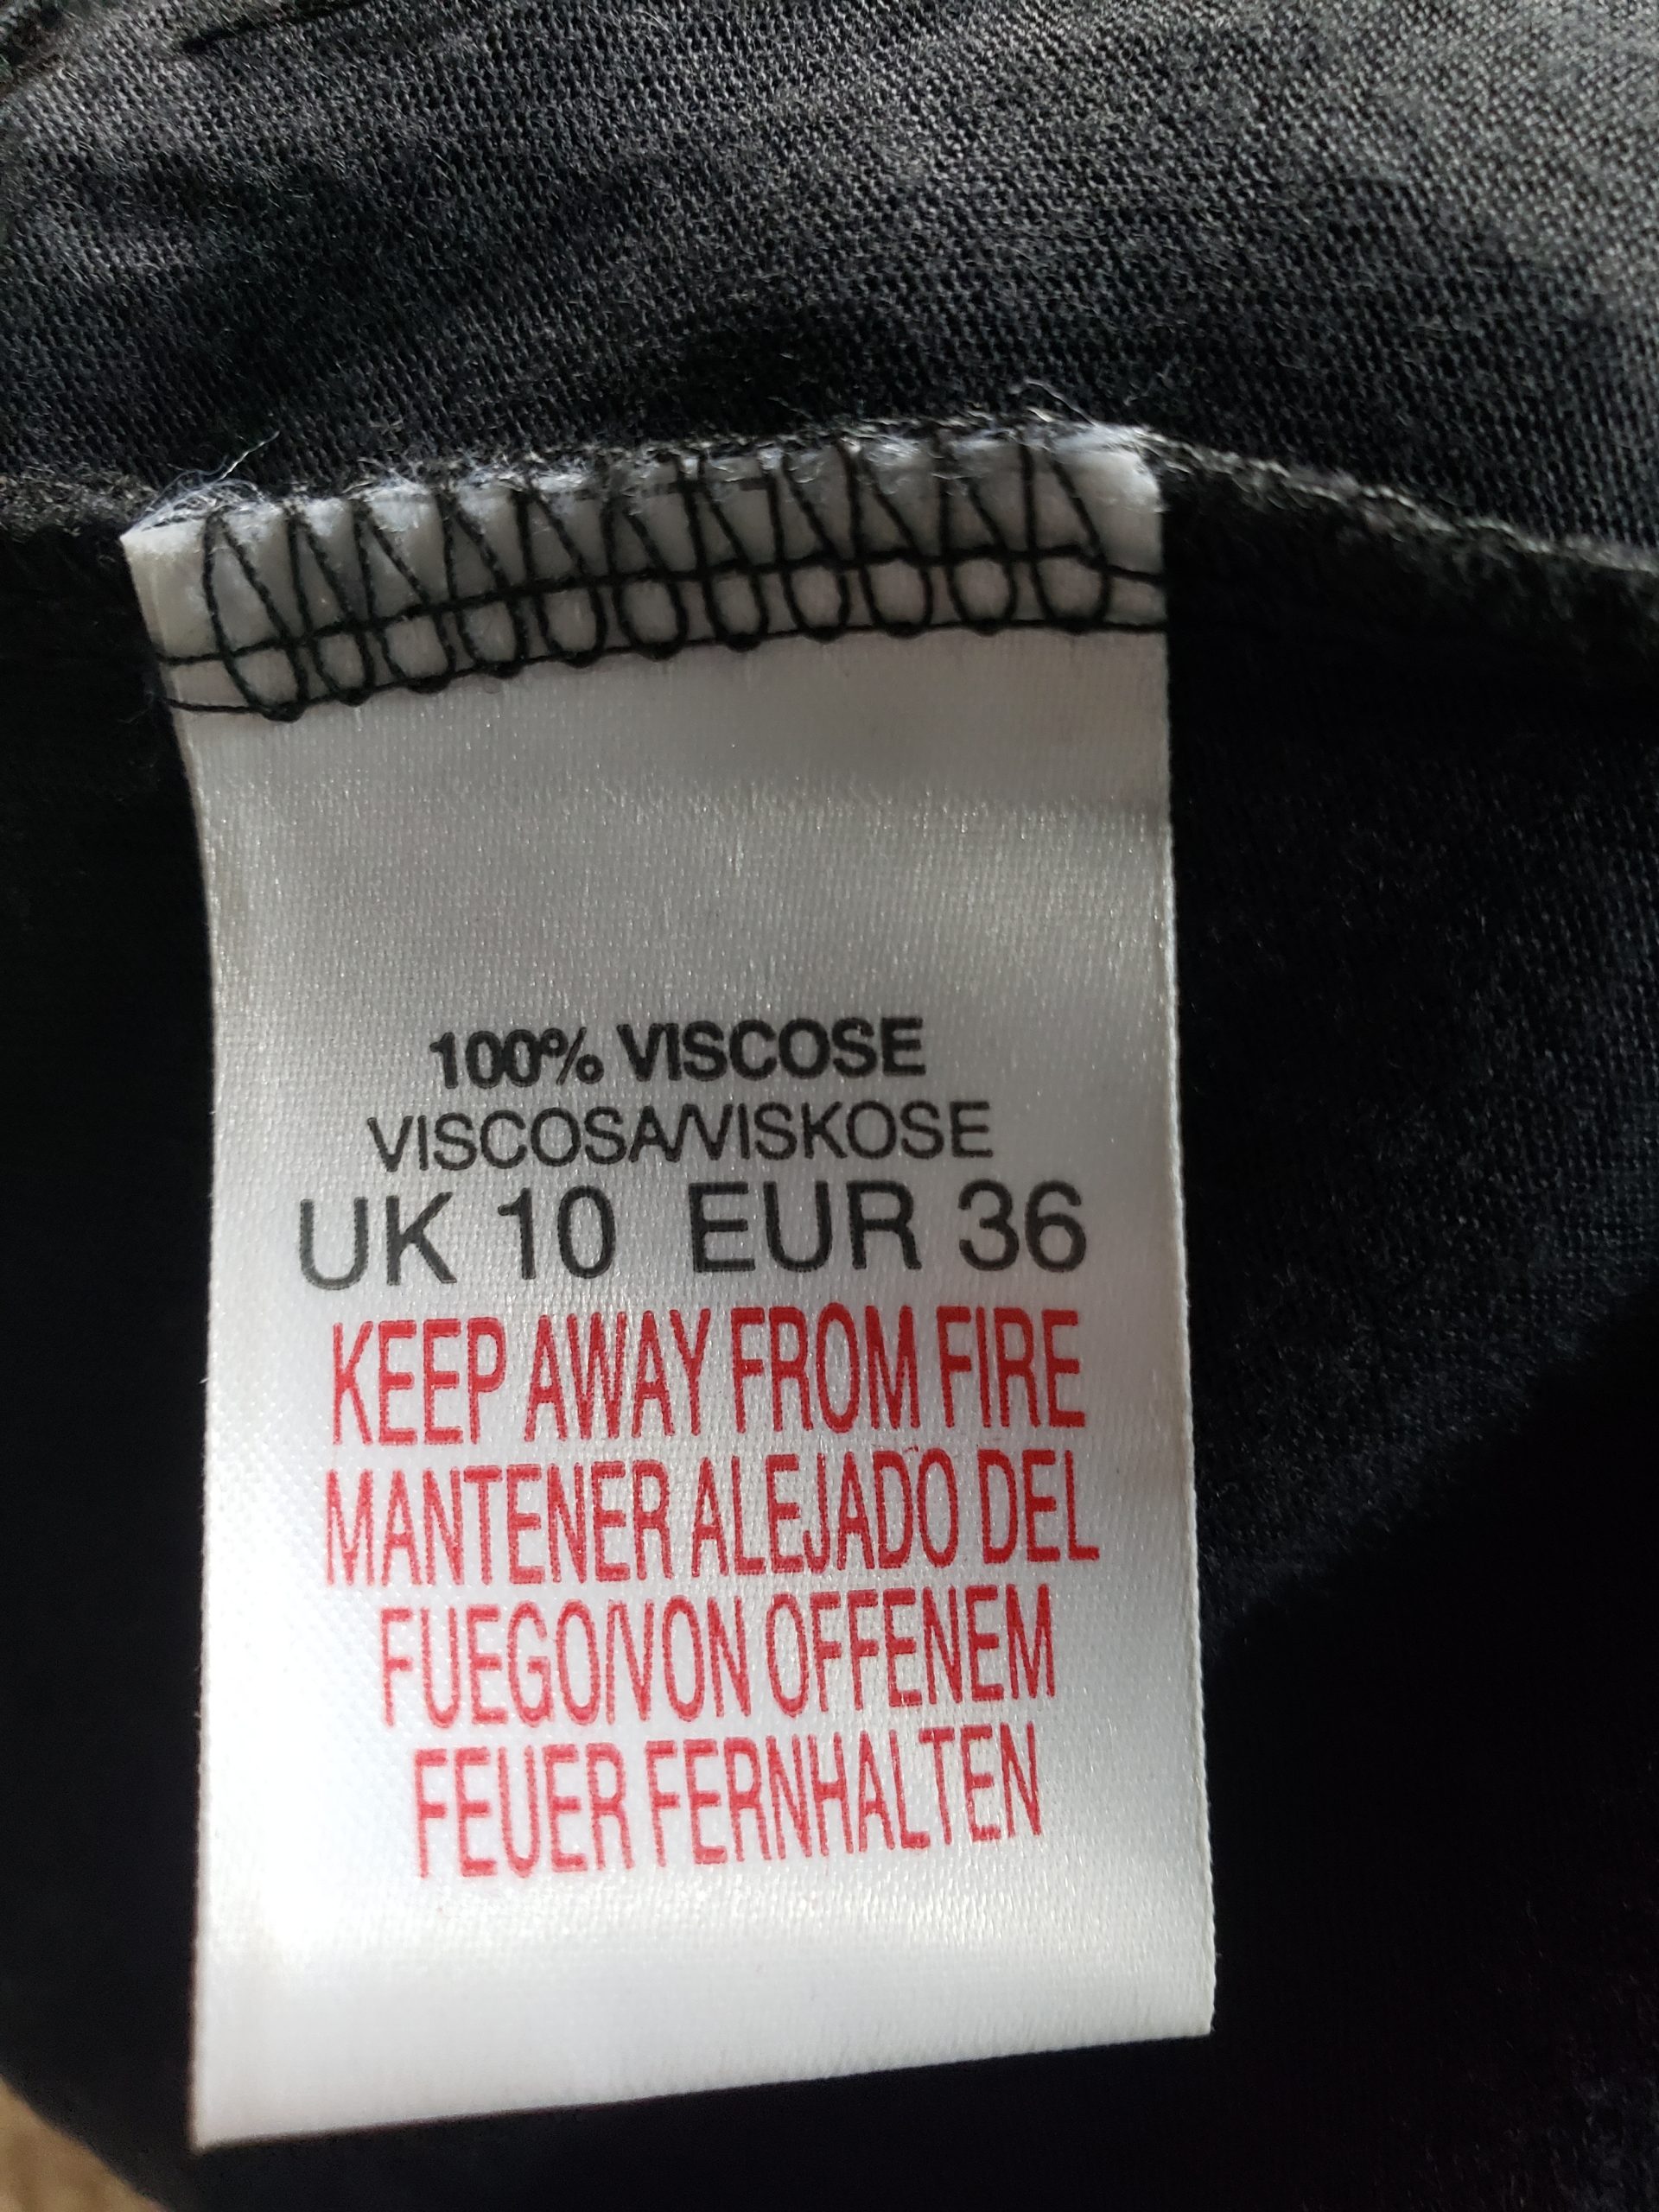 100% VISCOSE
VISCOSA/VISKOSE
UK 10 EUR 36
KEEP AWAY FROM FIRE
MANTENER ALEJADO DEL
FUEGO/VON OFFENEM
FEUER FERNHALTEN